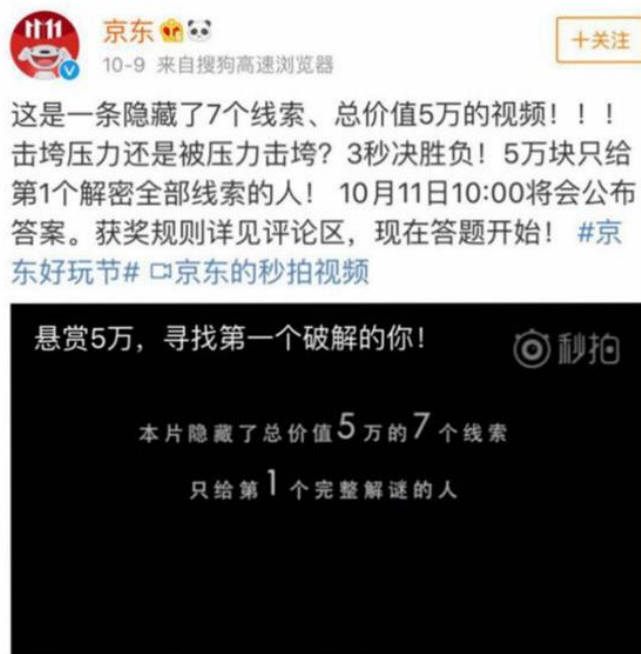 1111
京东
+关注
10-9 来自搜狗高速浏览器
这是一条隐藏了7个线索、总价值5万的视频！！！
击垮压力还是被压力击垮？3秒决胜负！5万块只给
第1个解密全部线索的人！ 10月11日10:00将会公布
答案。获奖规则详见评论区，现在答题开始！ #京
东好玩节# 京东的秒拍视频
悬赏5万，寻找第一个破解的你！
秒拍
本片隐藏了总价值5万的7个线索
只给第1个完整解谜的人